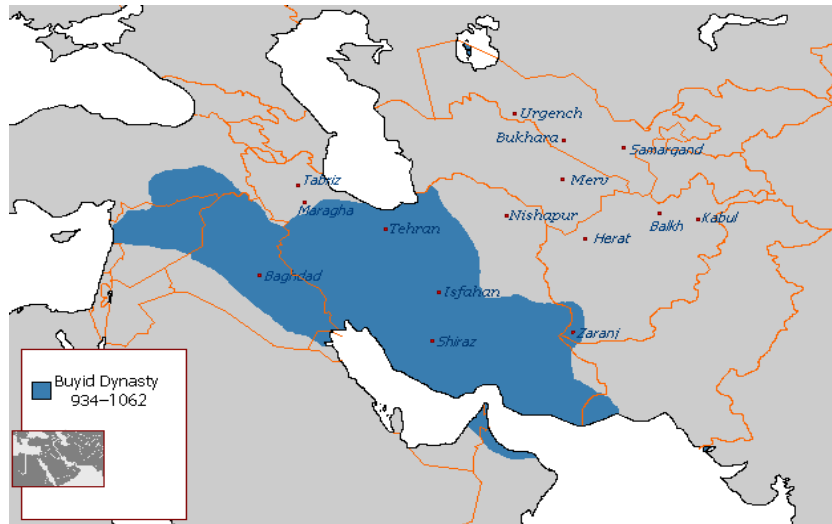 Urgench
Bukhara
Samarqand
Tabriz
Merv
Maragha
Nishapur
Balkh
Kabul
Tehran
Herat
Baghdad
Isfahan
Zaranj
Shiraz
Buyid Dynasty
934-1062